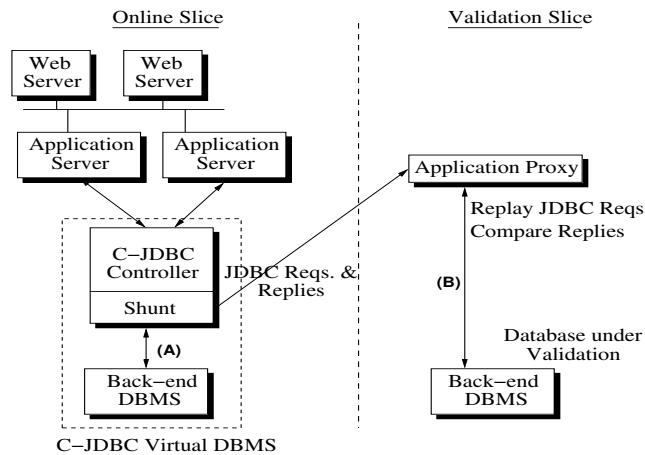 Online Slice
Validation Slice
Web
Server
Web
Server
Application
Server
Application
Server
Application Proxy
Replay JDBC Reqs
Compare Replies
C-JDBC
Controller
JDBC Reqs. &
Replies
Shunt
(A)
(B)
Database under
Validation
Back-end
DBMS
Back-end
DBMS
C-JDBC Virtual DBMS